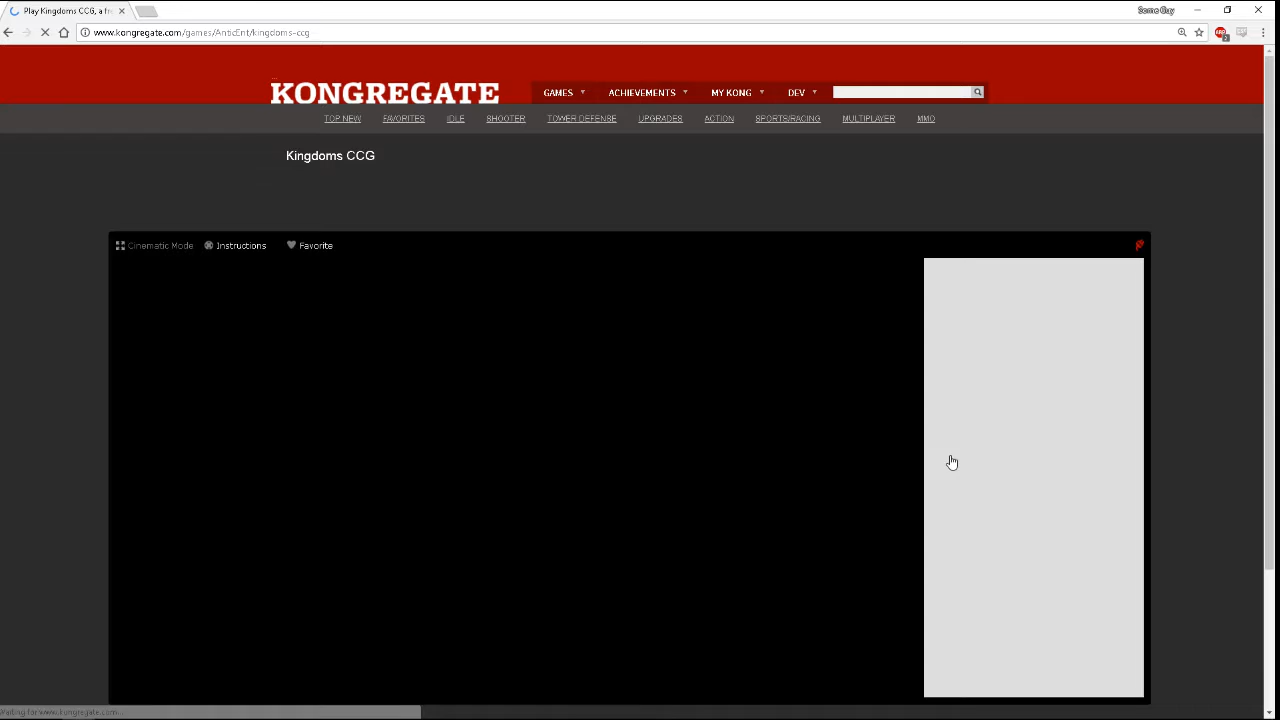 Play Kingdoms CCG, a fr
Some Guy
www.kongregate.com/games/AnticEnt/kingdoms-ccg
KONGREGATE
GAMES ACHIEVEMENTS MY KONG DEV
TOP NEW FAVORITES IDLE SHOOTER TOWER DEFENSE UPGRADES ACTION SPORTS/RACING MULTIPLAYER MMO
Kingdoms CCG
Cinematic Mode Instructions Favorite
Waiting for www.kongregate.com...